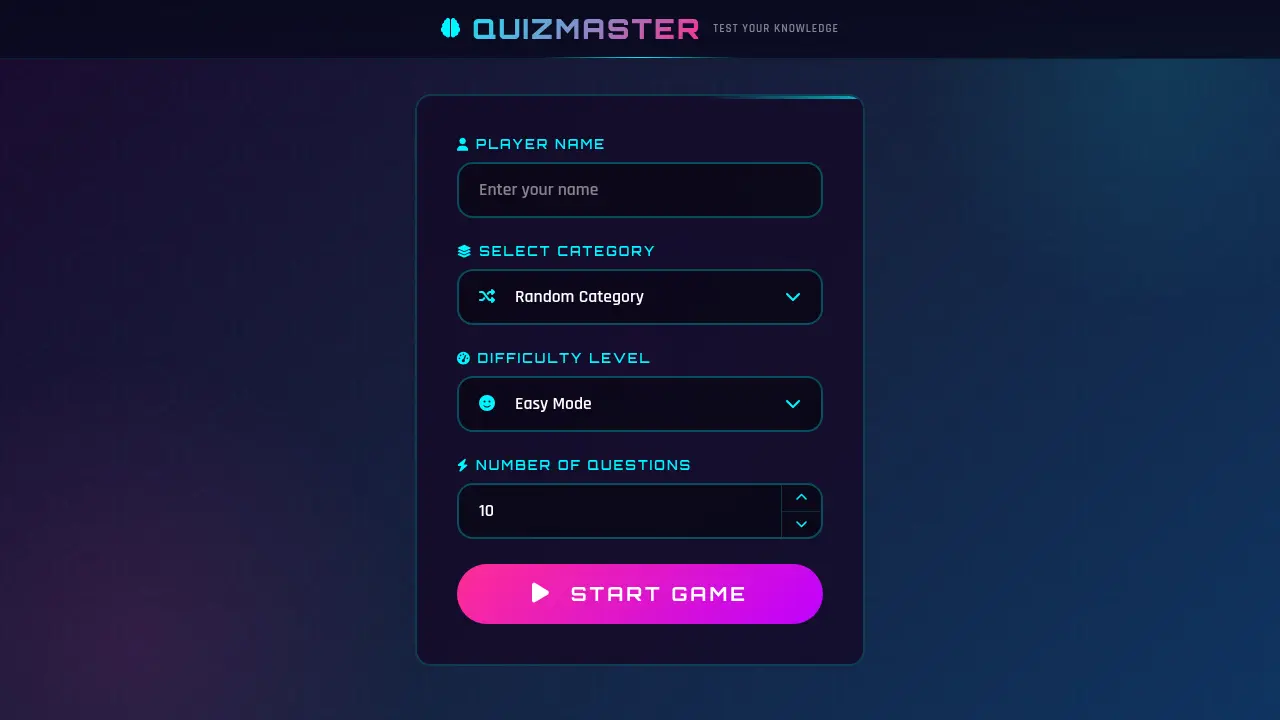 QUIZMASTER TEST YOUR KNOWLEDGE
PLAYER NAME
Enter your name
SELECT CATEGORY
Random Category
DIFFICULTY LEVEL
Easy Mode
NUMBER OF QUESTIONS
10
START GAME